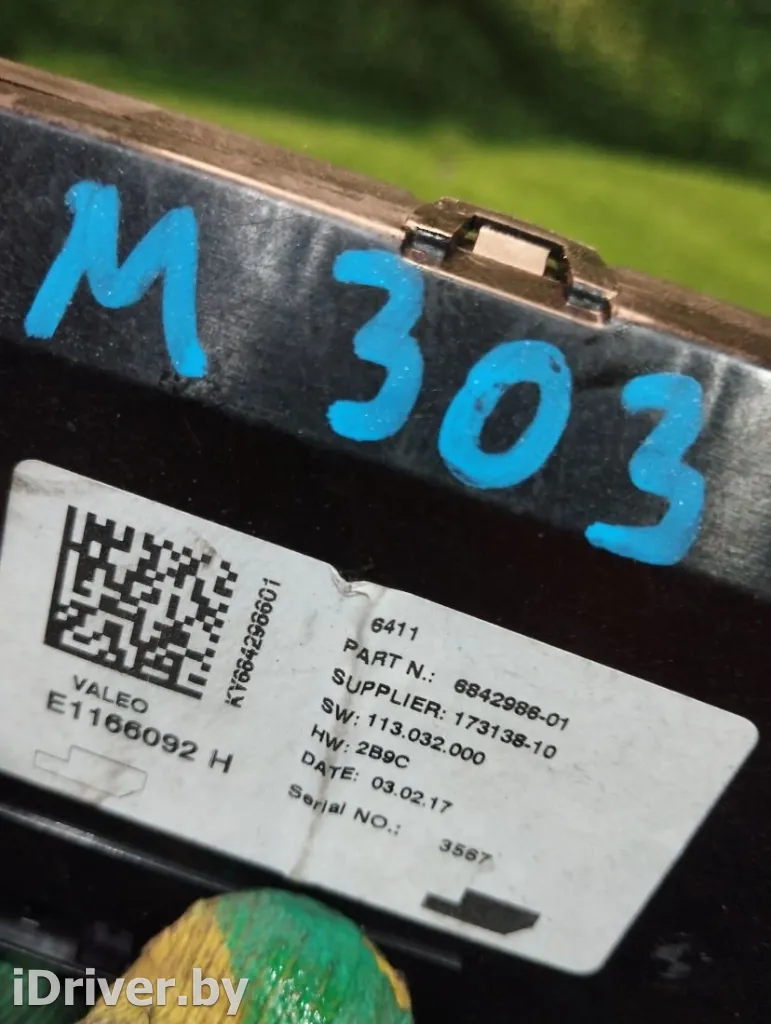 M 303
6411
PART N.: 6842986-01
SUPPLIER: 173138-10
SW: 113.032.000
HW: 2B9C
DATE: 03.02.17
Serial NO.: 3567
KY664296601
VALEO
E1166092 H
iDriver.by